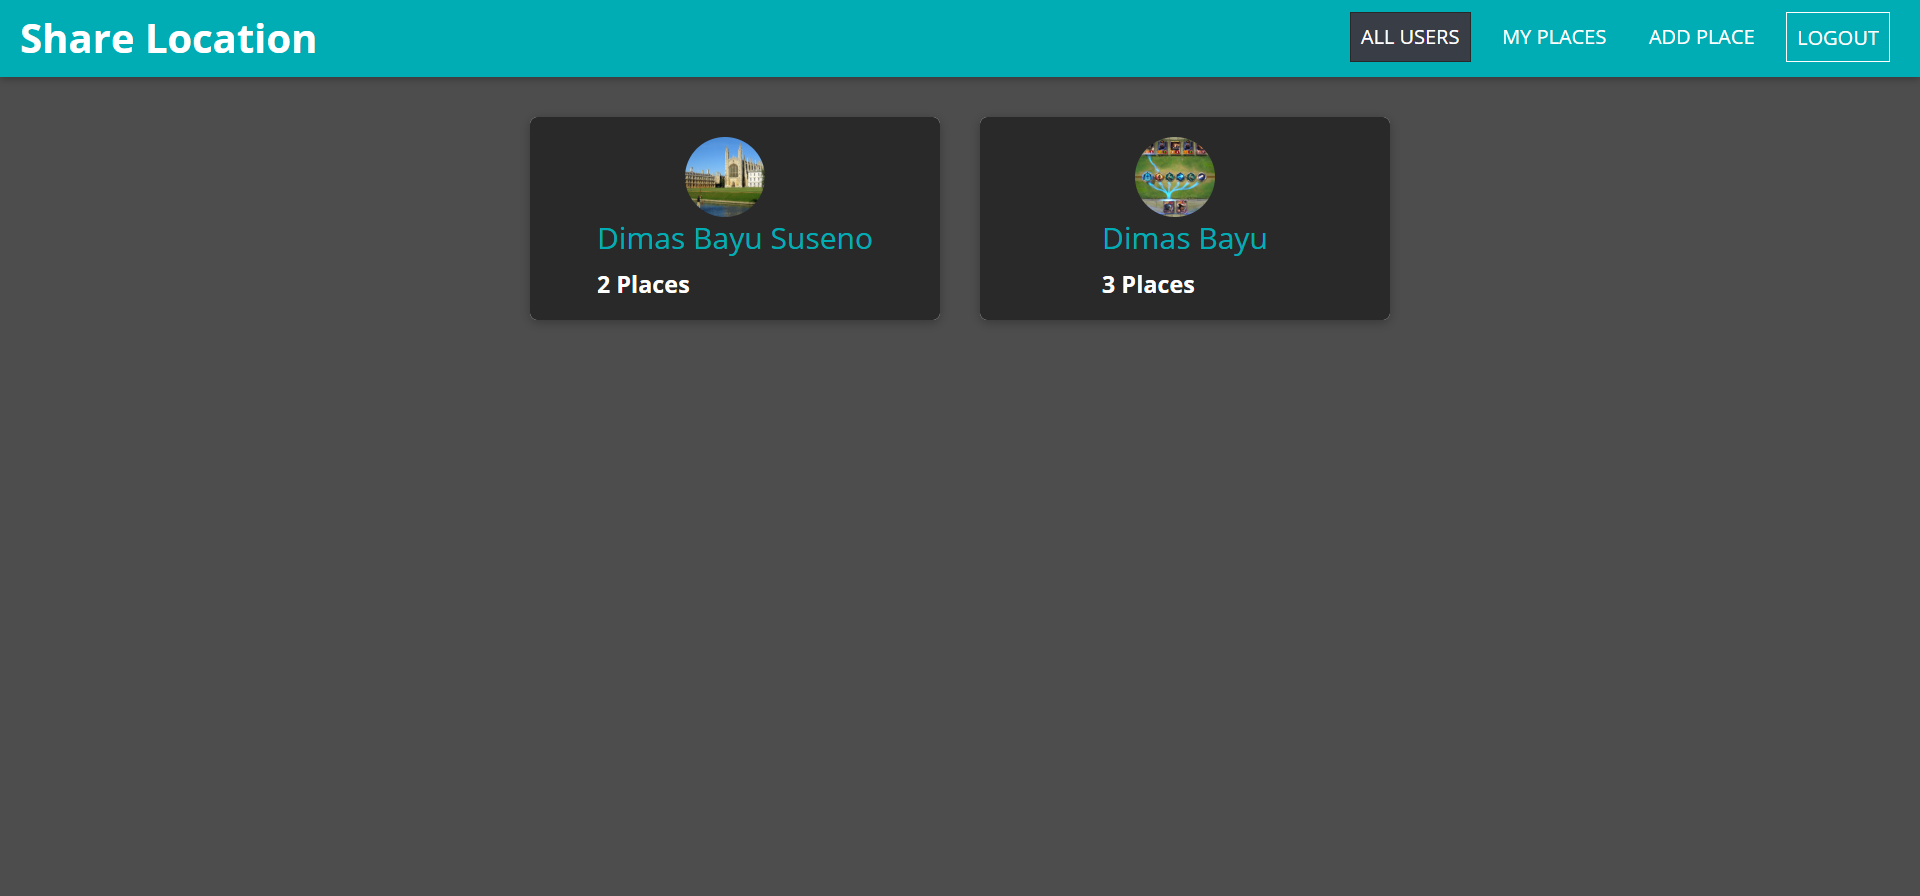 Share Location
ALL USERS
MY PLACES
ADD PLACE
LOGOUT
Dimas Bayu Suseno
2 Places
Dimas Bayu
3 Places